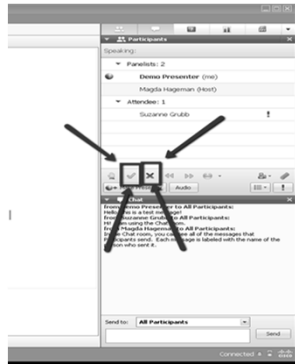 Participants
Speaking:
Panelists: 2
Demo Presenter (me)
Magda Hageman (Host)
Attendee: 1
Suzanne Grubb
Audio
Chat
from Demo Presenter to All Participants:
Hello this is a text message!
from Suzanne Grubb to All Participants:
Hi! I am using the Chat
from Magda Hageman to All Participants:
In the Chat room, you can see all of the messages that
Participants send. Each message is labeled with the name of the
person who sent it.
Send to:
All Participants
Send
Connected